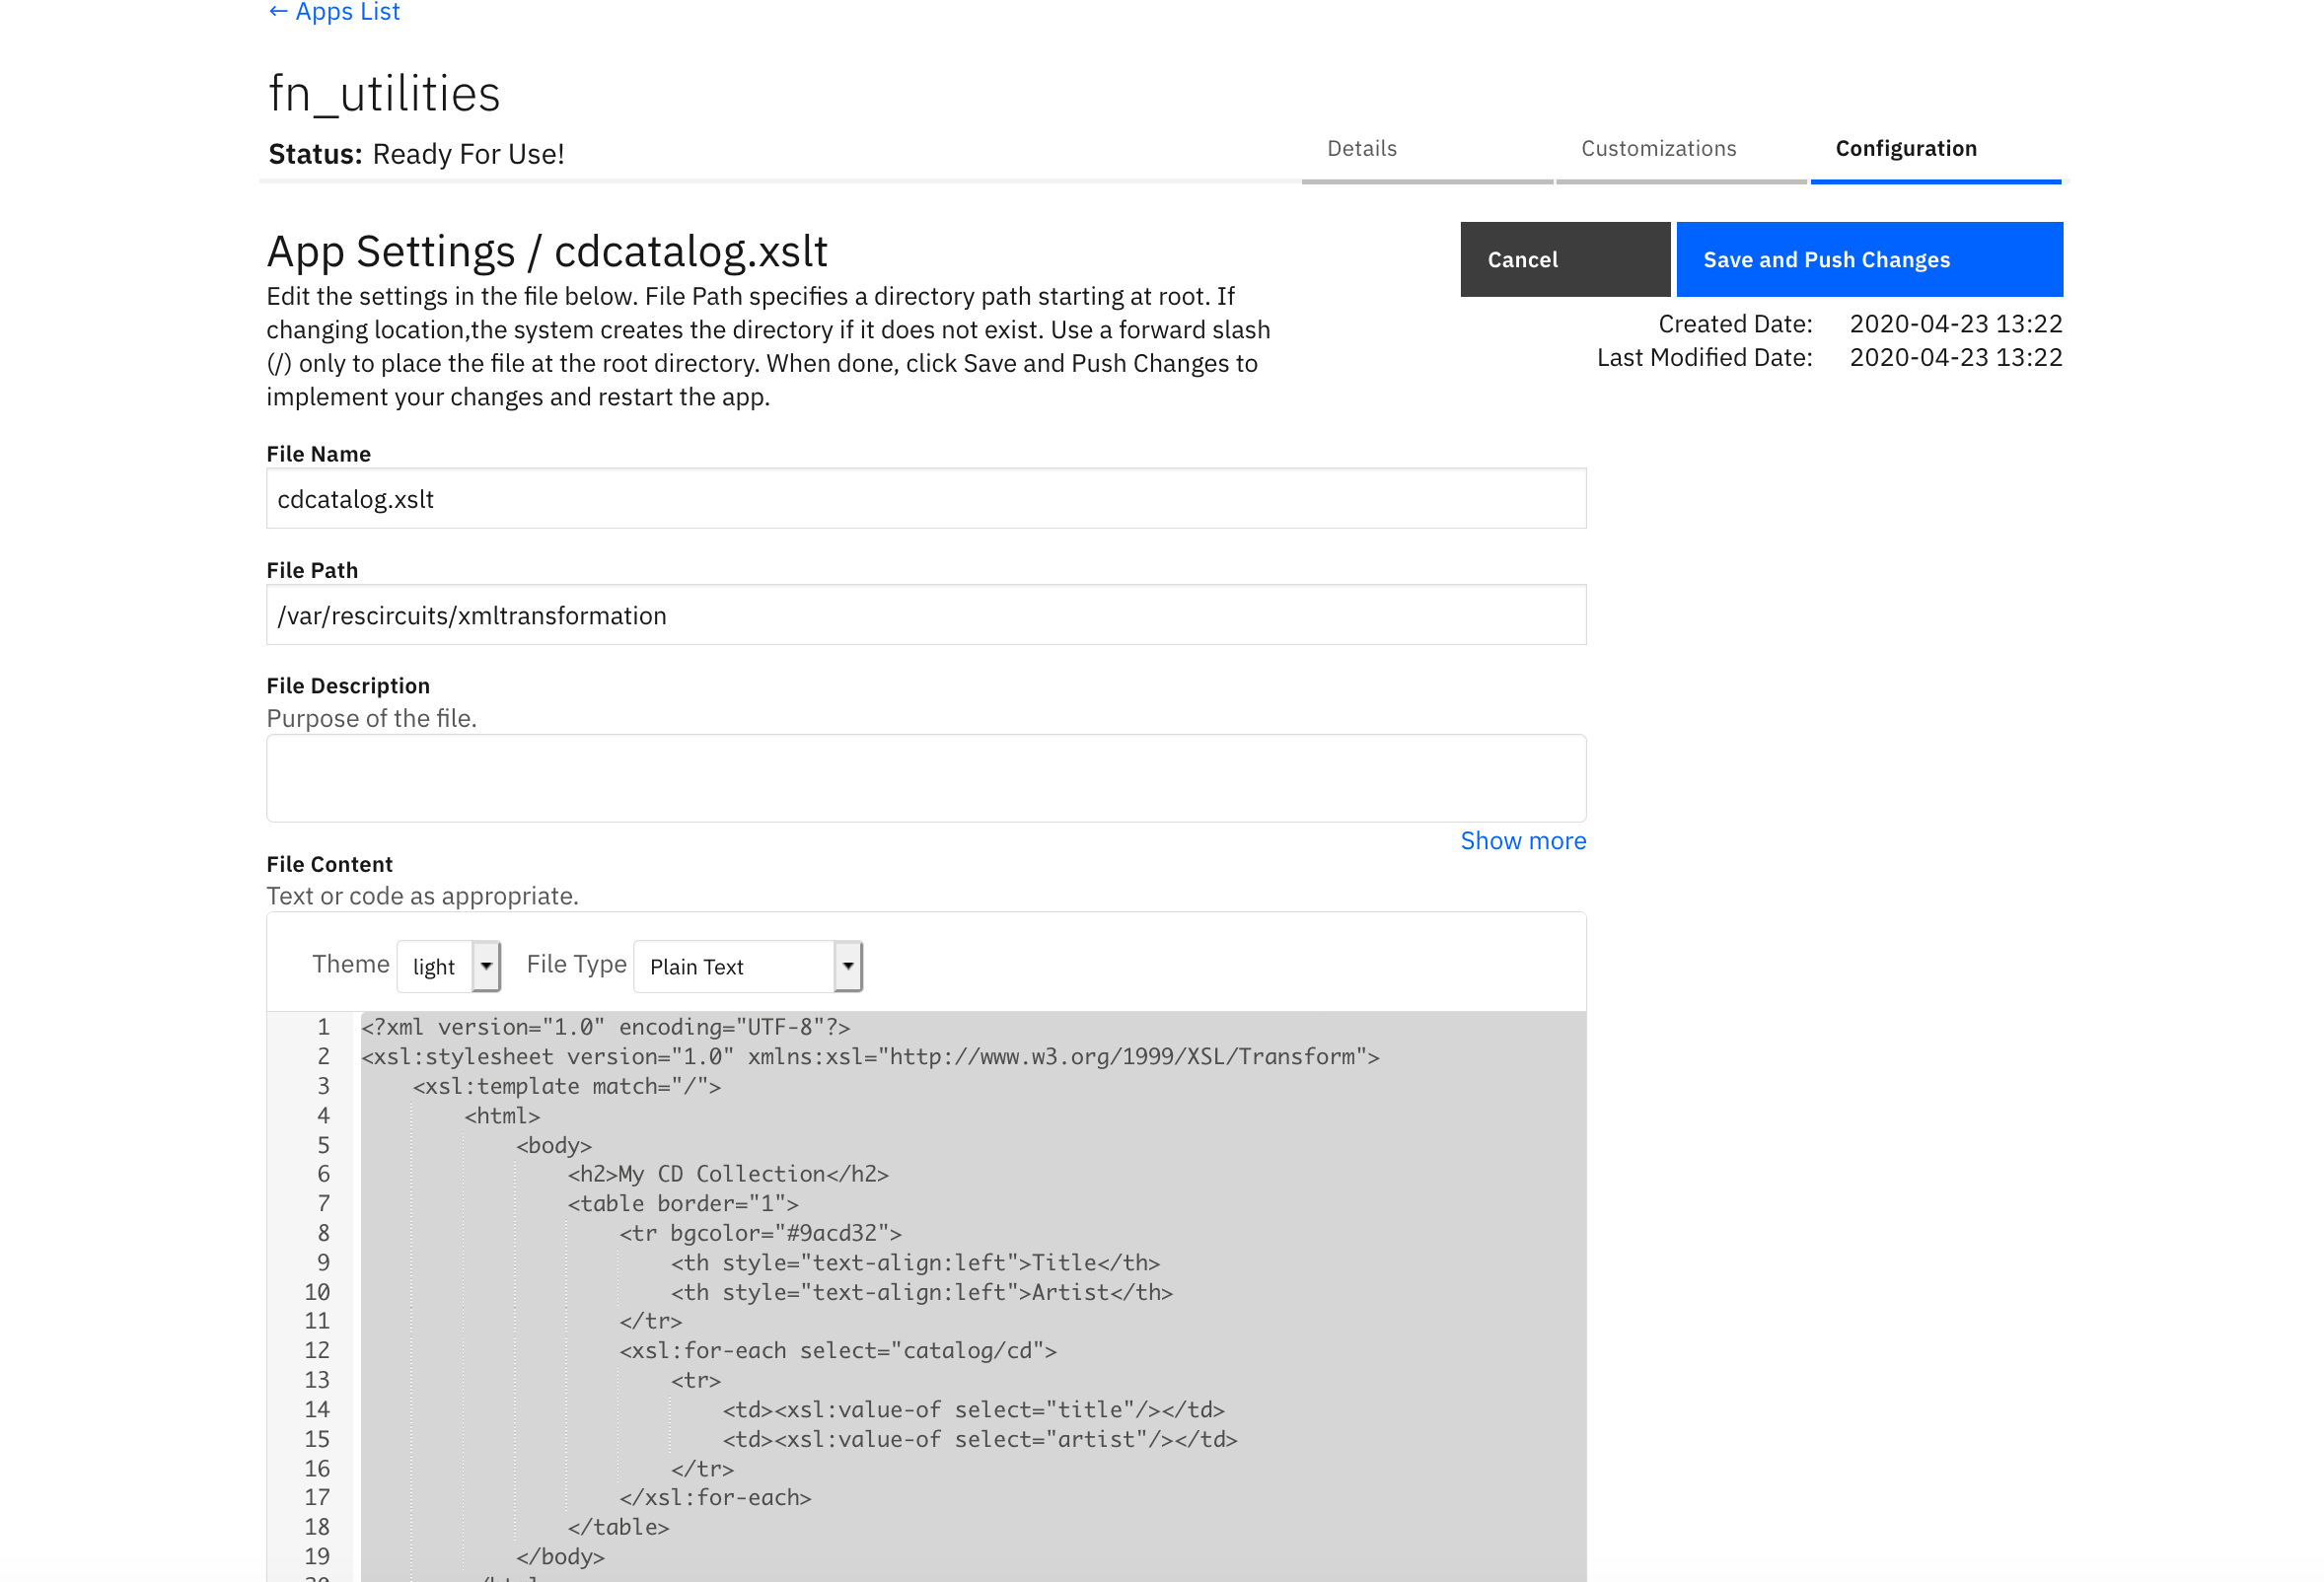 ← Apps List
fn_utilities
Status: Ready For Use!
Details
Customizations
Configuration
App Settings / cdcatalog.xslt
Cancel
Save and Push Changes
Edit the settings in the file below. File Path specifies a directory path starting at root. If
changing location,the system creates the directory if it does not exist. Use a forward slash
(/) only to place the file at the root directory. When done, click Save and Push Changes to
implement your changes and restart the app.
Created Date: 2020-04-23 13:22
Last Modified Date: 2020-04-23 13:22
File Name
cdcatalog.xslt
File Path
/var/rescircuits/xmltransformation
File Description
Purpose of the file.
Show more
File Content
Text or code as appropriate.
Theme light File Type Plain Text
1 <?xml version="1.0" encoding="UTF-8"?>
2 <xsl:stylesheet version="1.0" xmlns:xsl="http://www.w3.org/1999/XSL/Transform">
3 <xsl:template match="/">
4 <html>
5 <body>
6 <h2>My CD Collection</h2>
7 <table border="1">
8 <tr bgcolor="#9acd32">
9 <th style="text-align:left">Title</th>
10 <th style="text-align:left">Artist</th>
11 </tr>
12 <xsl:for-each select="catalog/cd">
13 <tr>
14 <td><xsl:value-of select="title"/></td>
15 <td><xsl:value-of select="artist"/></td>
16 </tr>
17 </xsl:for-each>
18 </table>
19 </body>